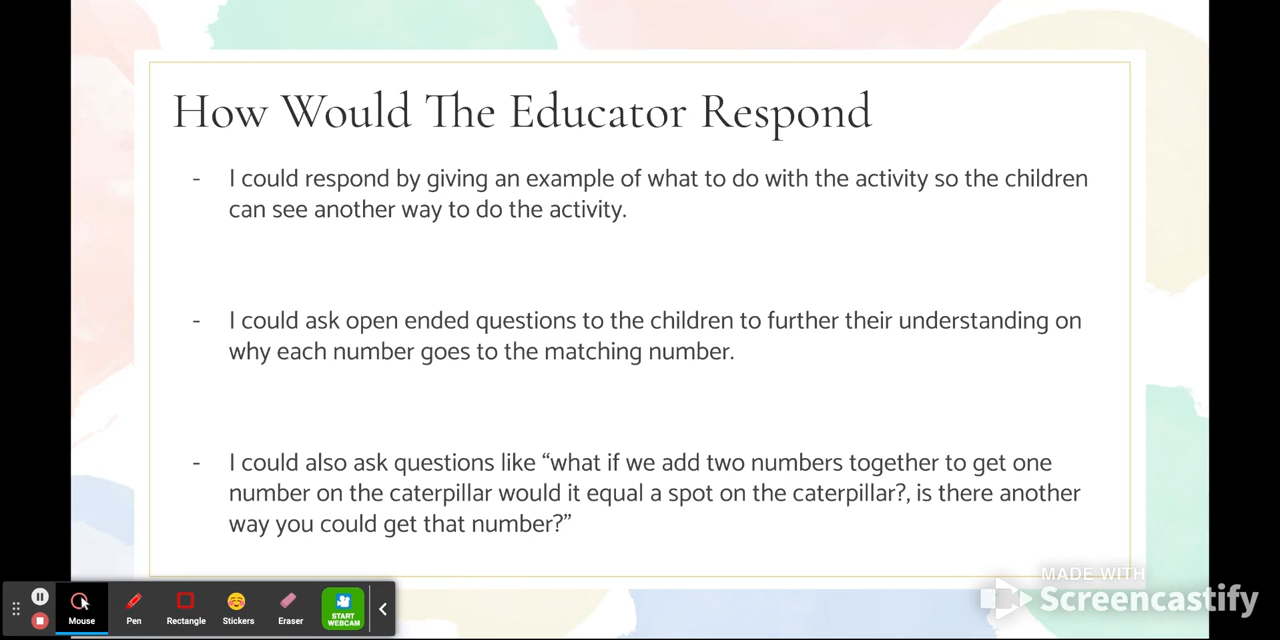 How Would The Educator Respond
- I could respond by giving an example of what to do with the activity so the children
can see another way to do the activity.
- I could ask open ended questions to the children to further their understanding on
why each number goes to the matching number.
- I could also ask questions like “what if we add two numbers together to get one
number on the caterpillar would it equal a spot on the caterpillar?, is there another
way you could get that number?”
MADE WITH
Screencastify
Mouse Pen Rectangle Stickers Eraser START
WEBCAM